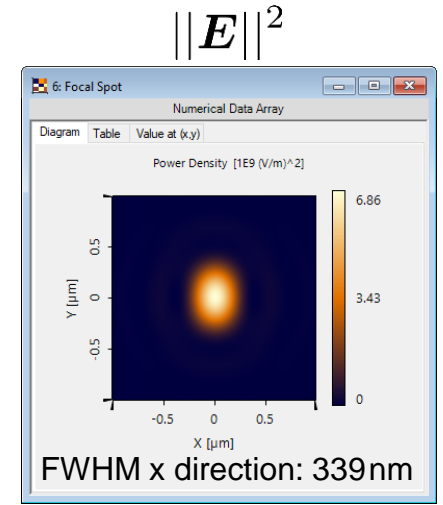 ||E||²
6: Focal Spot
Numerical Data Array
Diagram Table Value at (x,y)
Power Density [1E9 (V/m)^2]
6.86
3.43
0
Y [µm]
0.5
0
-0.5
-0.5 0 0.5
X [µm]
FWHM x direction: 339nm